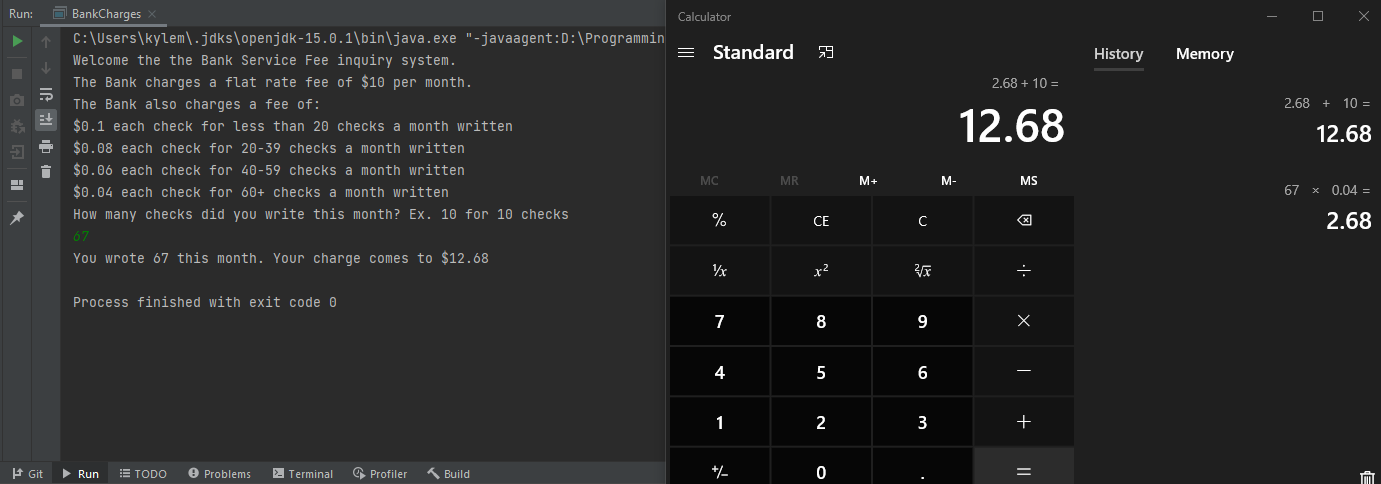 Run: BankCharges
C:\Users\kylem\.jdks\openjdk-15.0.1\bin\java.exe "-javaagent:D:\Programmin
Welcome the the Bank Service Fee inquiry system.
The Bank charges a flat rate fee of $10 per month.
The Bank also charges a fee of:
$0.1 each check for less than 20 checks a month written
$0.08 each check for 20-39 checks a month written
$0.06 each check for 40-59 checks a month written
$0.04 each check for 60+ checks a month written
How many checks did you write this month? Ex. 10 for 10 checks
67
You wrote 67 this month. Your charge comes to $12.68
Process finished with exit code 0
Git Run TODO Problems Terminal Profiler Build
Calculator
Standard
2.68 + 10 =
12.68
MC MR M+ M- MS
% CE C
¹/x x² ²√x ÷
7 8 9 ×
4 5 6 −
1 2 3 +
+/− 0 . =
History Memory
2.68 + 10 =
12.68
67 × 0.04 =
2.68